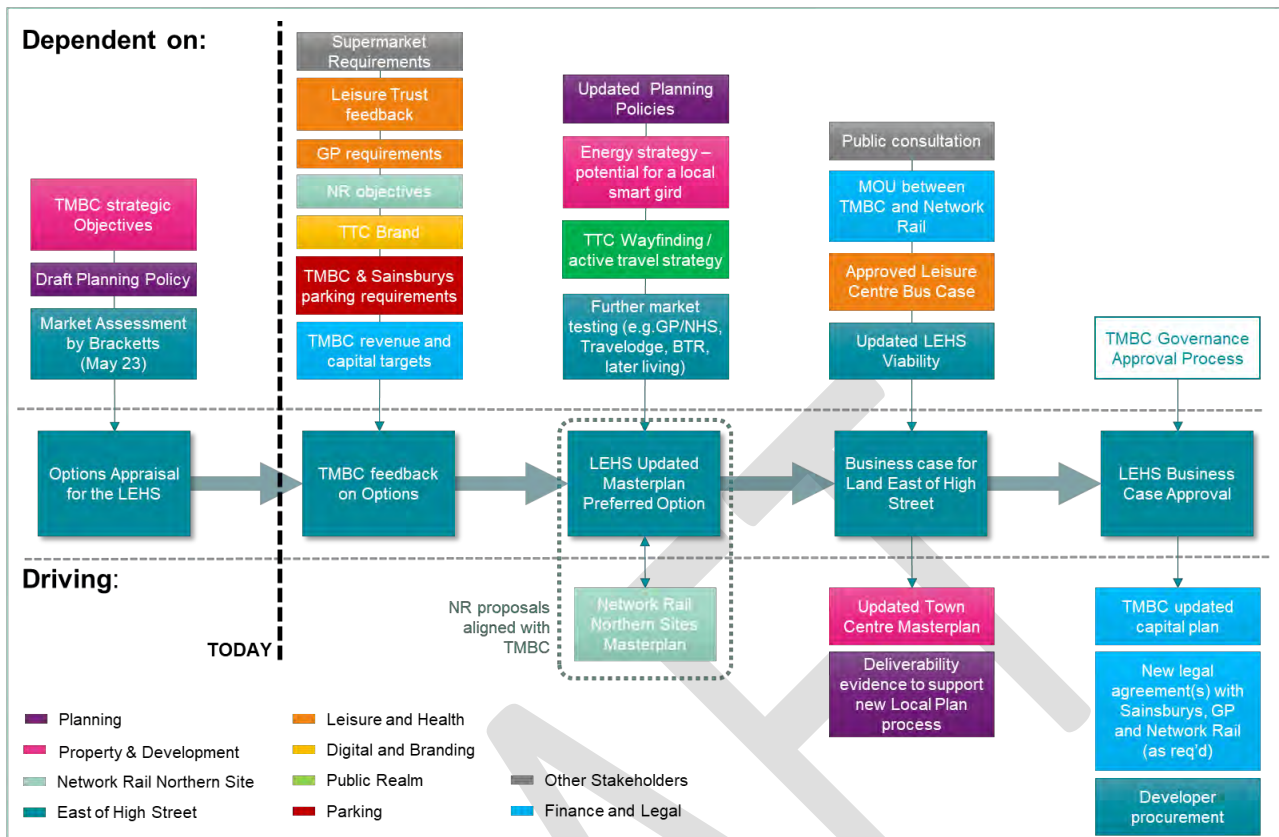 Dependent on:
TMBC strategic
Objectives
Draft Planning Policy
Market Assessment
by Bracketts
(May 23)
Supermarket
Requirements
Leisure Trust
feedback
GP requirements
NR objectives
TTC Brand
TMBC & Sainsburys
parking requirements
TMBC revenue and
capital targets
Updated Planning
Policies
Energy strategy –
potential for a local
smart gird
TTC Wayfinding /
active travel strategy
Further market
testing (e.g.GP/NHS,
Travelodge, BTR,
later living)
Public consultation
MOU between
TMBC and Network
Rail
Approved Leisure
Centre Bus Case
Updated LEHS
Viability
TMBC Governance
Approval Process
Options Appraisal
for the LEHS
TMBC feedback
on Options
LEHS Updated
Masterplan
Preferred Option
Business case for
Land East of High
Street
LEHS Business
Case Approval
Driving:
TODAY
NR proposals
aligned with
TMBC
Network Rail
Northern Sites
Masterplan
Updated Town
Centre Masterplan
Deliverability
evidence to support
new Local Plan
process
TMBC updated
capital plan
New legal
agreement(s) with
Sainsburys, GP
and Network Rail
(as req'd)
Developer
procurement
Planning
Property & Development
Network Rail Northern Site
East of High Street
Leisure and Health
Digital and Branding
Public Realm
Parking
Other Stakeholders
Finance and Legal